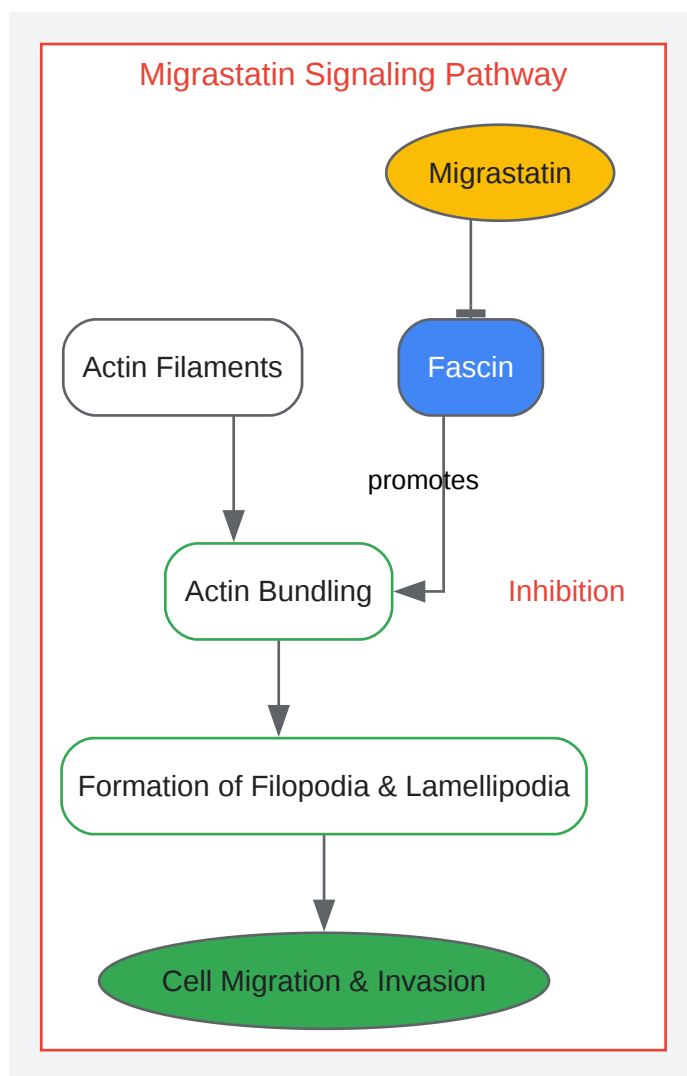 Migrastatin Signaling Pathway
Migrastatin
Actin Filaments
Fascin
promotes
Actin Bundling
Inhibition
Formation of Filopodia & Lamellipodia
Cell Migration & Invasion